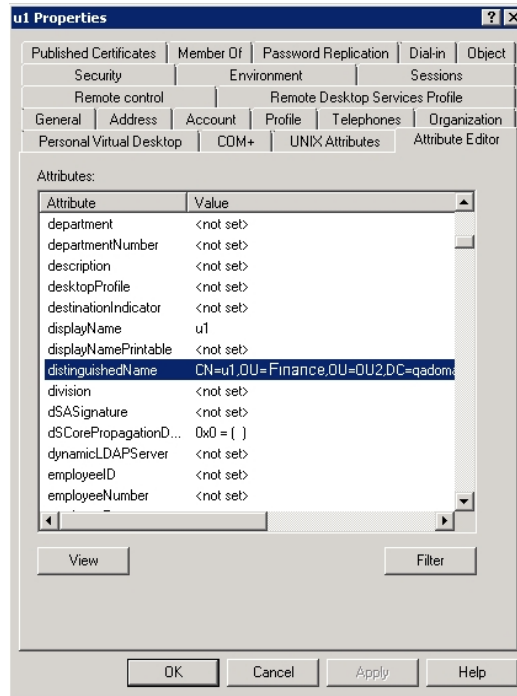 u1 Properties
Published Certificates Member Of Password Replication Dial-in Object
Security Environment Sessions
Remote control Remote Desktop Services Profile
General Address Account Profile Telephones Organization
Personal Virtual Desktop COM+ UNIX Attributes Attribute Editor
Attributes:
Attribute Value
department <not set>
departmentNumber <not set>
description <not set>
desktopProfile <not set>
destinationIndicator <not set>
displayName u1
displayNamePrintable <not set>
distinguishedName CN=u1,OU=Finance,OU=OU2,DC=qadoma
division <not set>
dSASignature <not set>
dSCorePropagationD... 0x0 = ( )
dynamicLDAPServer <not set>
employeeID <not set>
employeeNumber <not set>
View Filter
OK Cancel Apply Help